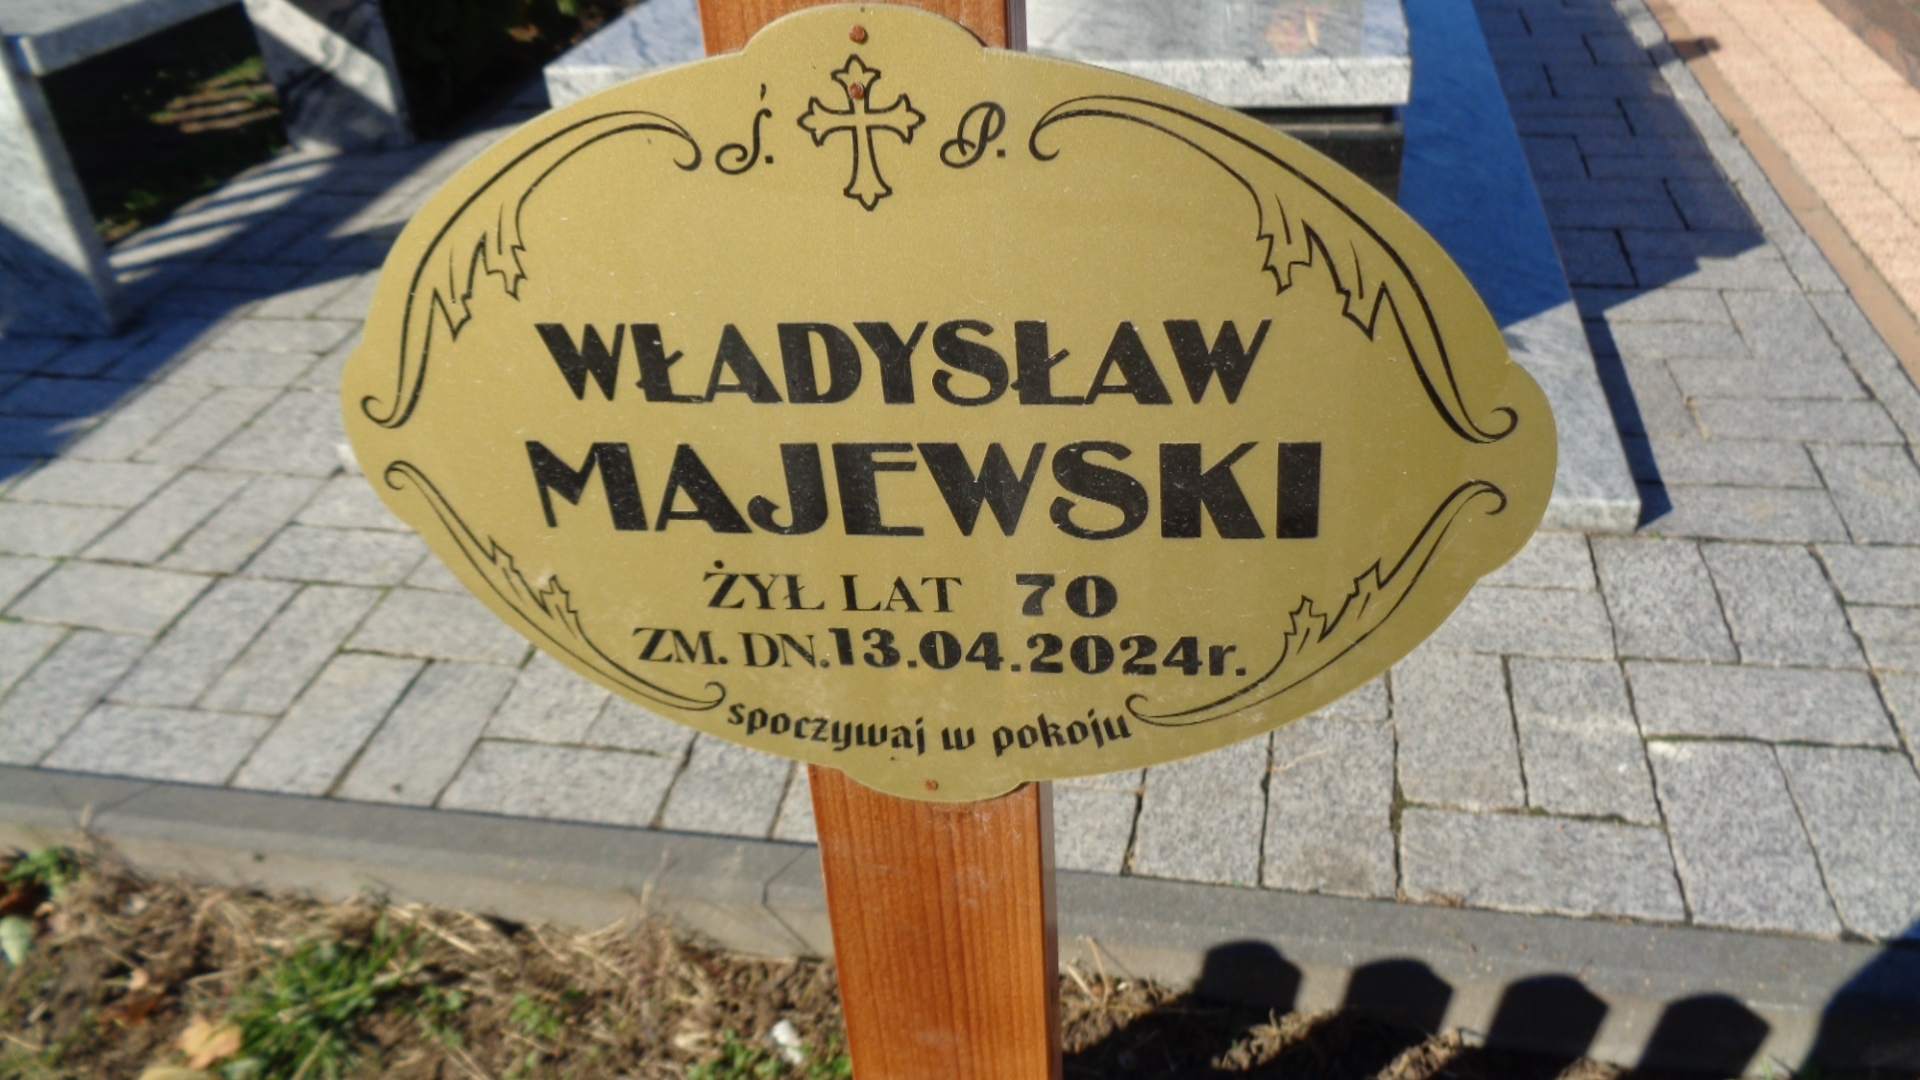 Ś. P.
WŁADYSŁAW
MAJEWSKI
ŻYŁ LAT 70
ZM. DN. 13.04.2024r.
spoczywaj w pokoju